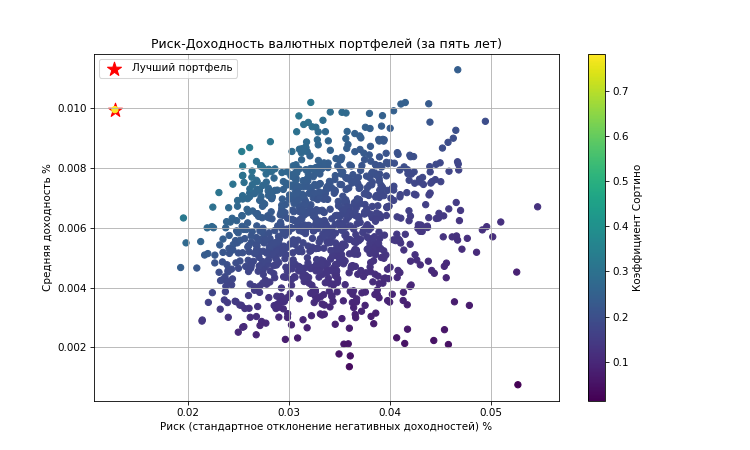 Риск-Доходность валютных портфелей (за пять лет)
Лучший портфель
Средняя доходность %
0.010
0.008
0.006
0.004
0.002
0.02 0.03 0.04 0.05
Риск (стандартное отклонение негативных доходностей) %
0.7
0.6
0.5
0.4
0.3
0.2
0.1
Коэффициент Сортино